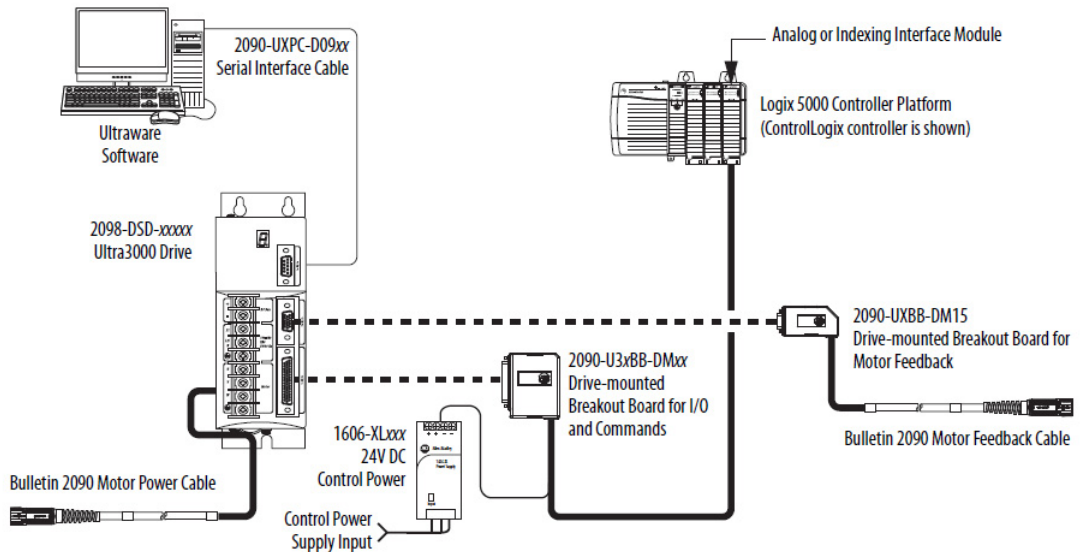 2090-UXPC-D09xx
Serial Interface Cable
Analog or Indexing Interface Module
Logix 5000 Controller Platform
(ControlLogix controller is shown)
Ultraware
Software
2098-DSD-xxxxx
Ultra3000 Drive
2090-UXBB-DM15
Drive-mounted Breakout Board for
Motor Feedback
2090-U3xBB-DMxx
Drive-mounted
Breakout Board for I/O
and Commands
1606-XLxxx
24V DC
Control Power
Bulletin 2090 Motor Feedback Cable
Bulletin 2090 Motor Power Cable
Control Power
Supply Input